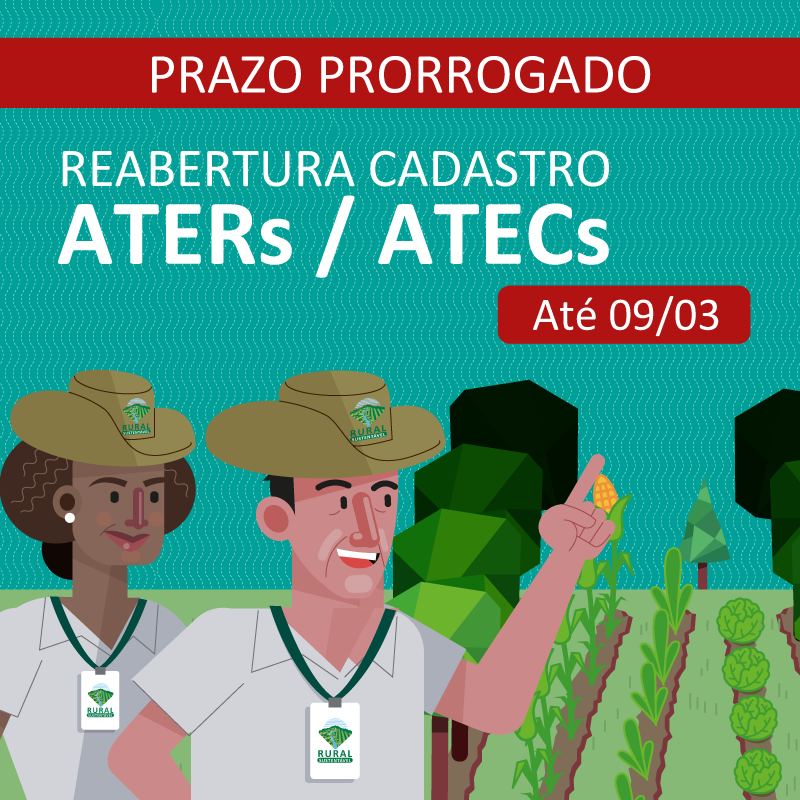 PRAZO PRORROGADO
REABERTURA CADASTRO
ATERs / ATECs
Até 09/03
RURAL
SUSTENTÁVEL
RURAL
SUSTENTÁVEL
RURAL
SUSTENTÁVEL
RURAL
SUSTENTÁVEL